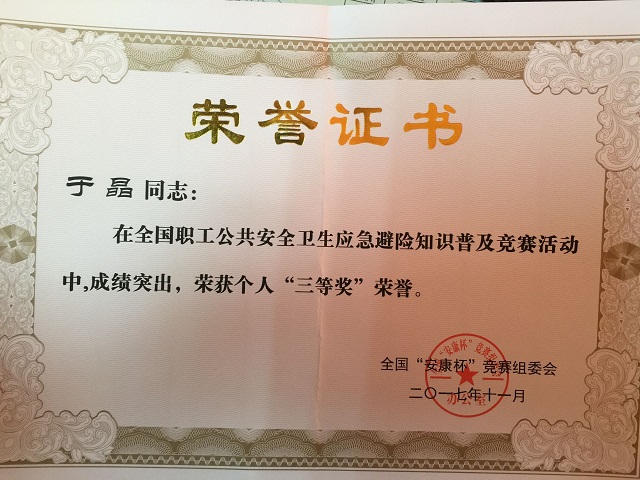 荣誉证书
于晶同志：
在全国职工公共安全卫生应急避险知识普及竞赛活动
中,成绩突出，荣获个人“三等奖”荣誉。
全国“安康杯”竞赛组委会
二〇一七年十一月
办公室